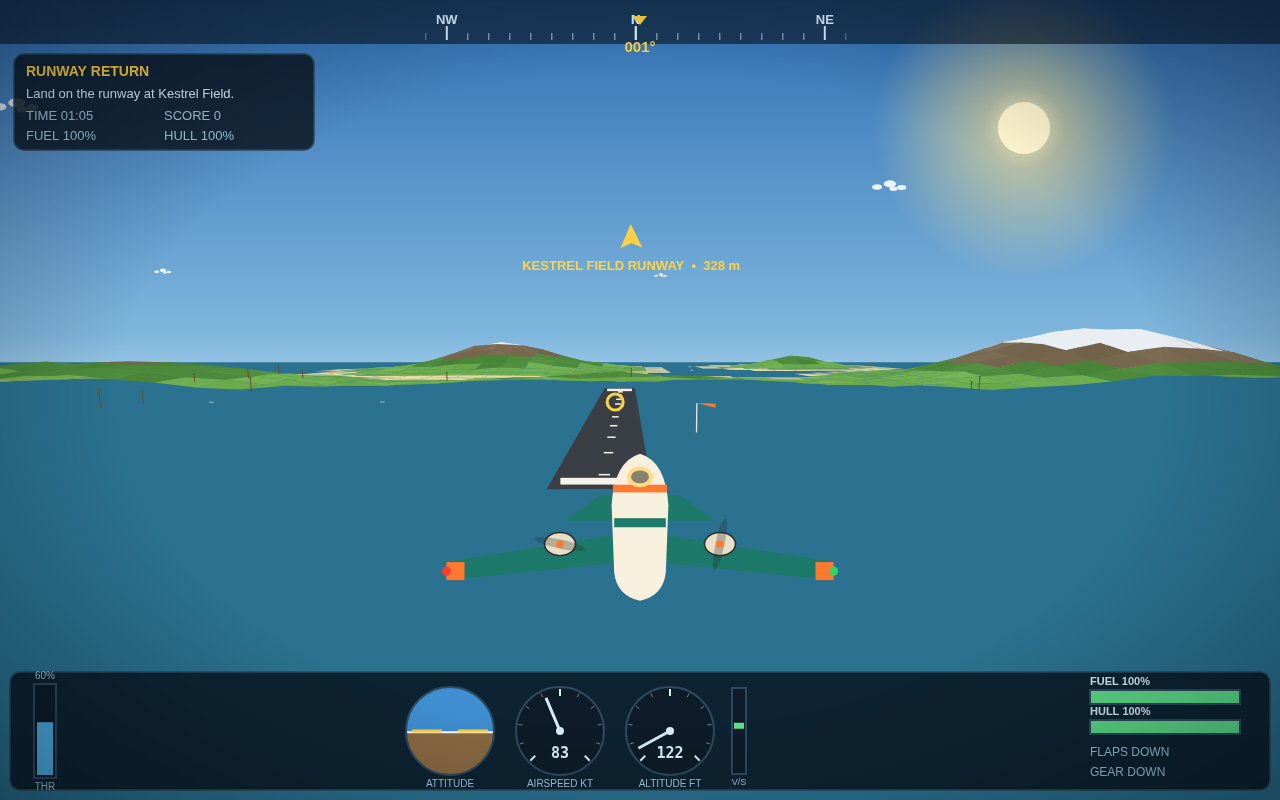 NW N NE
001°
RUNWAY RETURN
Land on the runway at Kestrel Field.
TIME 01:05 SCORE 0
FUEL 100% HULL 100%
KESTREL FIELD RUNWAY • 328 m
60%
THR
ATTITUDE
83
AIRSPEED KT
122
ALTITUDE FT
V/S
FUEL 100%
HULL 100%
FLAPS DOWN
GEAR DOWN